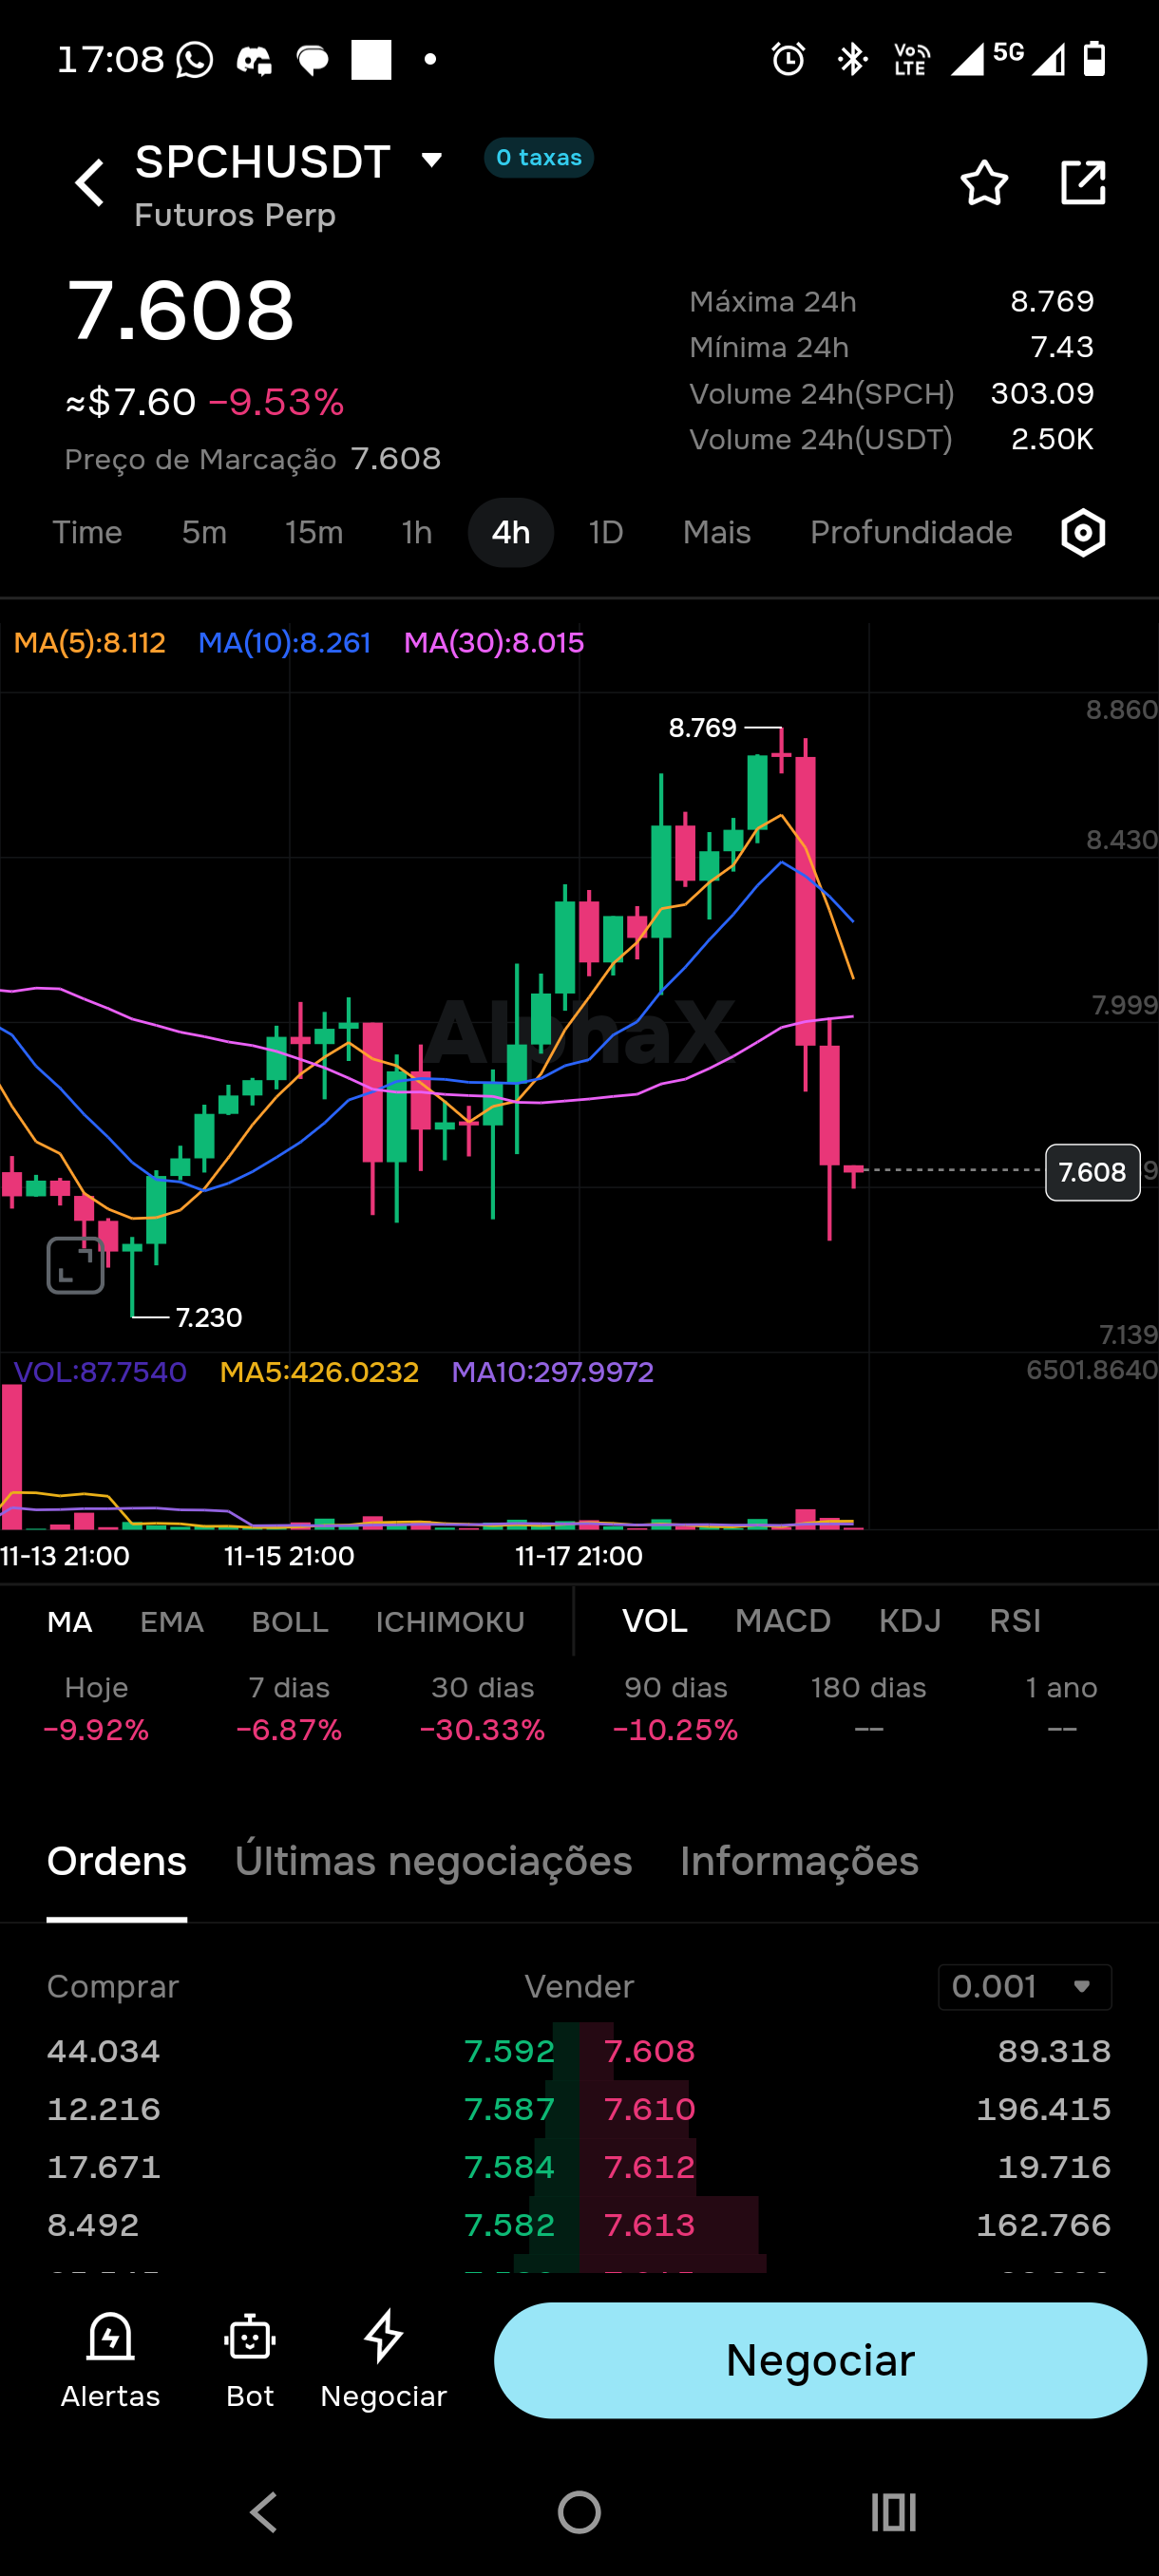 17:08 Vo) LTE 5G
SPCHUSDT 0 taxas
Futuros Perp
7.608
≈$7.60 -9.53%
Preço de Marcação 7.608
Máxima 24h 8.769
Mínima 24h 7.43
Volume 24h(SPCH) 303.09
Volume 24h(USDT) 2.50K
Time 5m 15m 1h 4h 1D Mais Profundidade
MA(5):8.112 MA(10):8.261 MA(30):8.015
8.860
8.769
8.430
7.999
AlphaX
7.608 9
7.230
7.139
VOL:87.7540 MA5:426.0232 MA10:297.9972 6501.8640
11-13 21:00 11-15 21:00 11-17 21:00
MA EMA BOLL ICHIMOKU VOL MACD KDJ RSI
Hoje 7 dias 30 dias 90 dias 180 dias 1 ano
-9.92% -6.87% -30.33% -10.25% -- --
Ordens Últimas negociações Informações
Comprar Vender 0.001
44.034 7.592 7.608 89.318
12.216 7.587 7.610 196.415
17.671 7.584 7.612 19.716
8.492 7.582 7.613 162.766
Alertas Bot Negociar Negociar